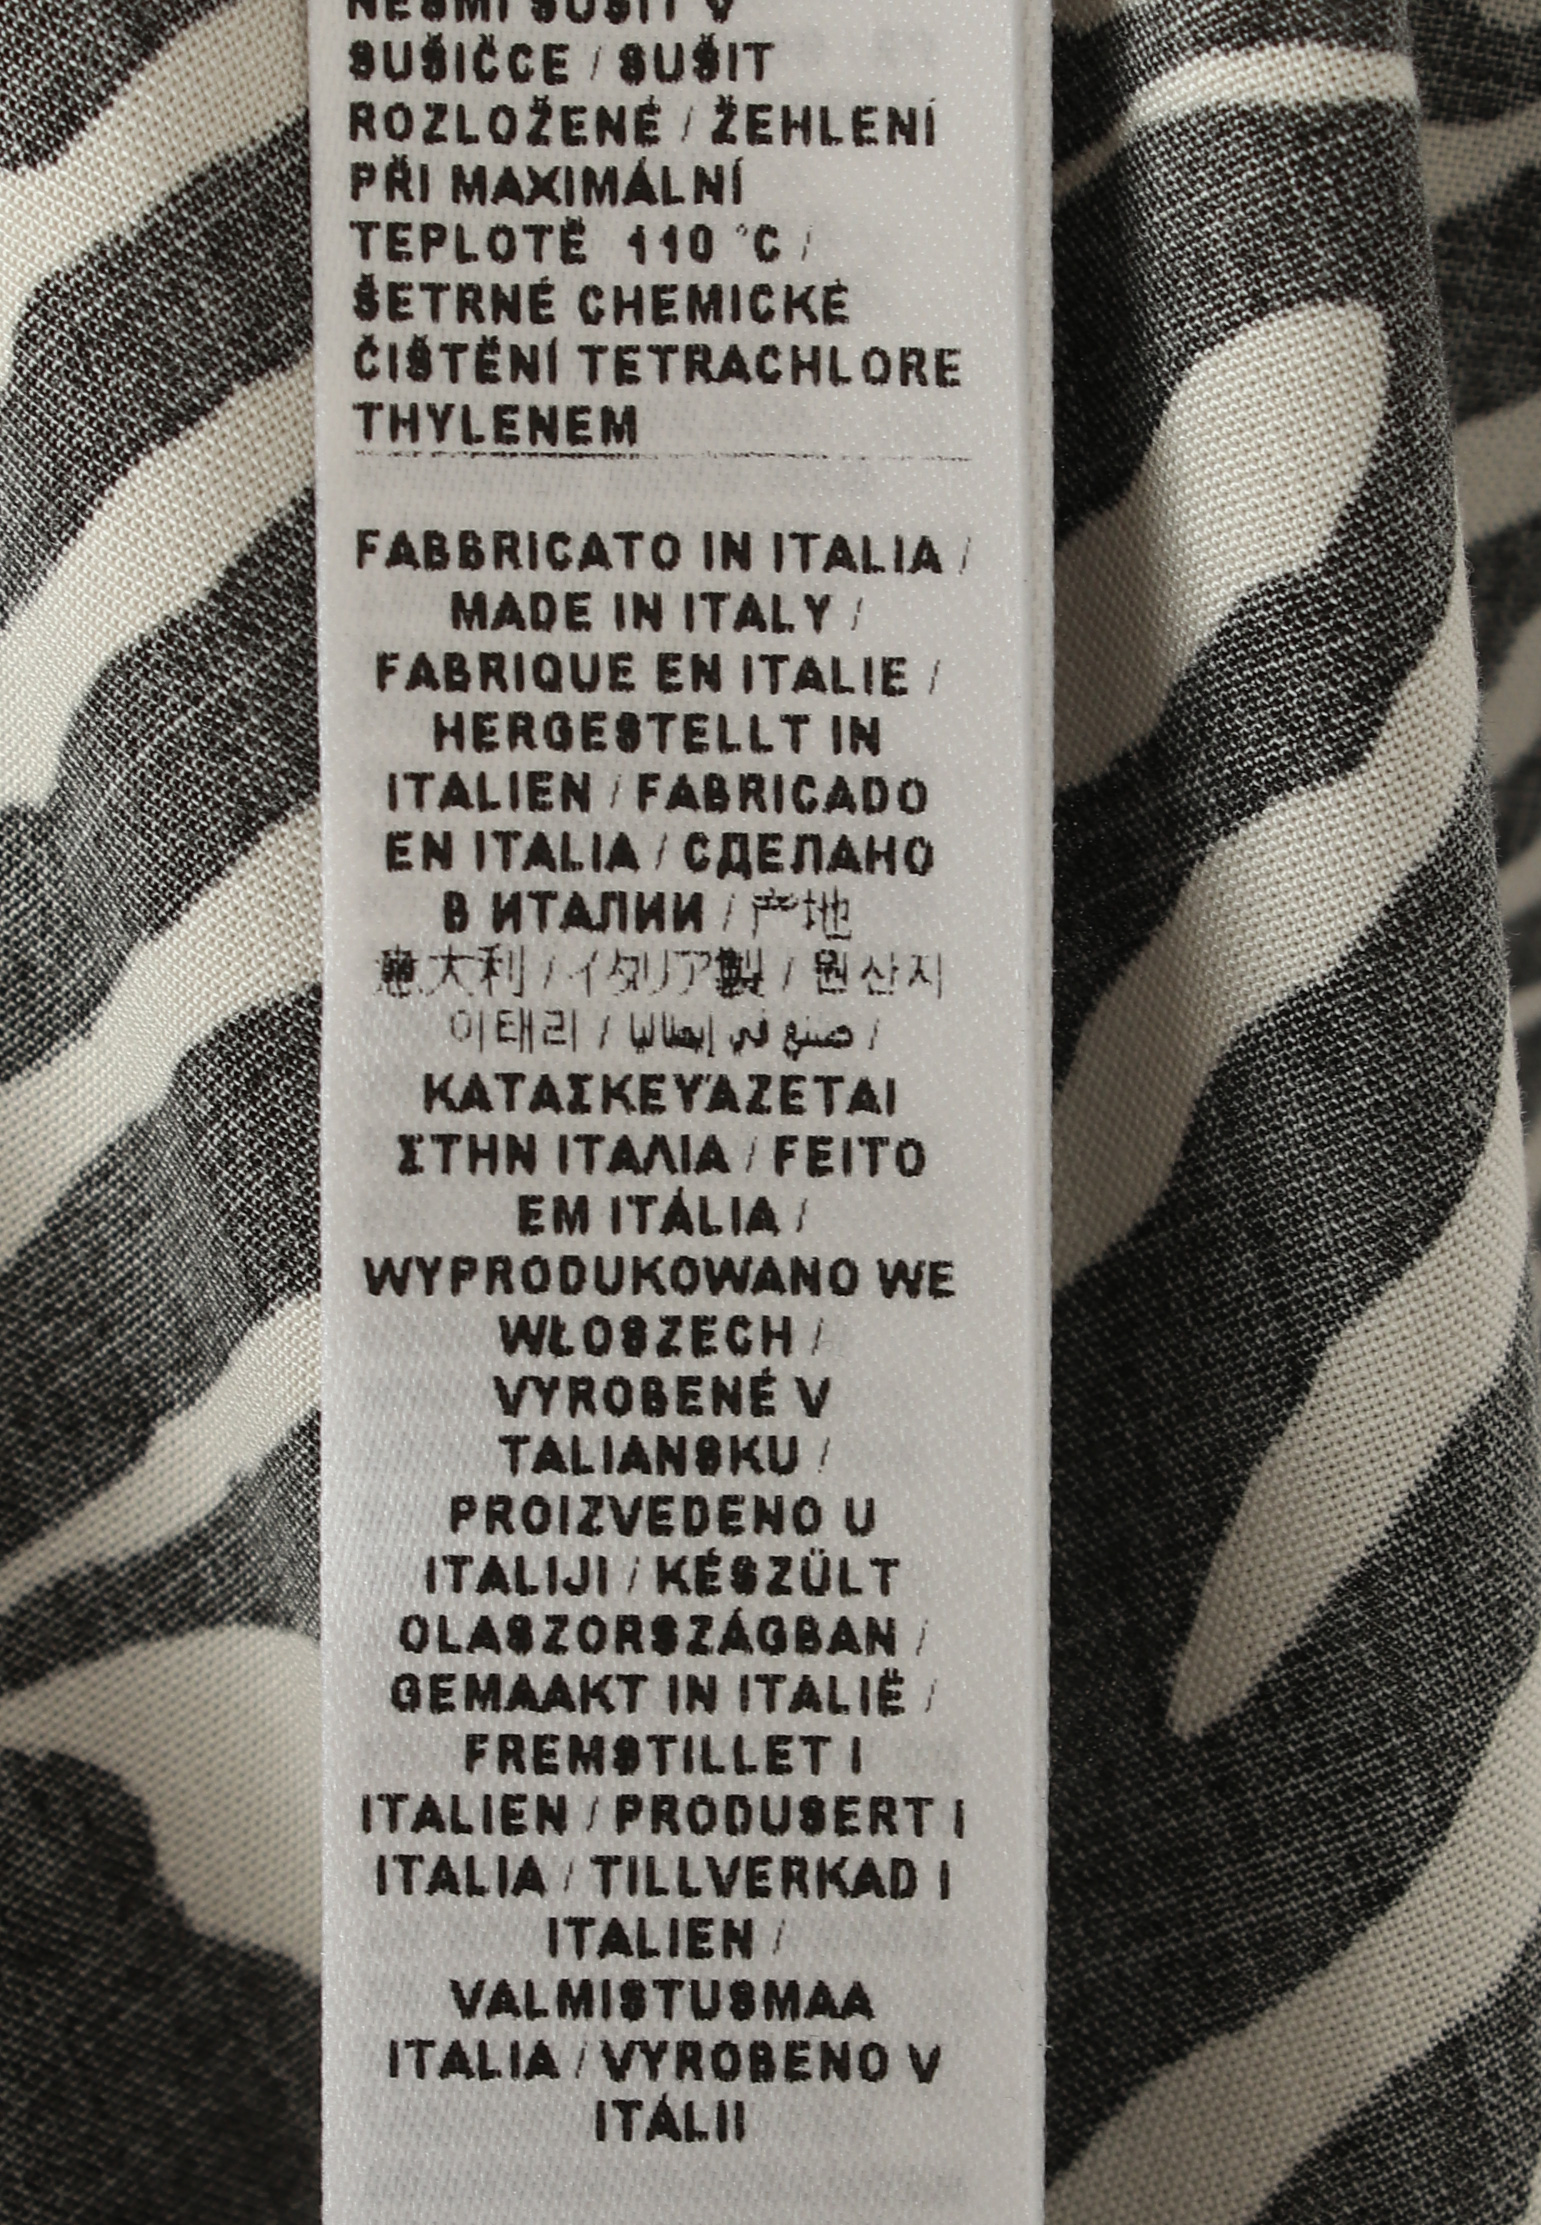 NESMÍ SUŠIT V
SUŠIČCE / SUŠIT
ROZLOŽENÉ / ŽEHLENÍ
PŘI MAXIMÁLNÍ
TEPLOTĚ 110 °C /
ŠETRNÉ CHEMICKÉ
ČIŠTĚNÍ TETRACHLORE
THYLENEM
FABBRICATO IN ITALIA /
MADE IN ITALY /
FABRIQUE EN ITALIE /
HERGESTELLT IN
ITALIEN / FABRICADO
EN ITALIA / СДЕЛАНО
В ИТАЛИИ / 产地
意大利 / イタリア製 / 원산지
이태리 / صنع في إيطاليا /
ΚΑΤΑΣΚΕΥΆΖΕΤΑΙ
ΣΤΗΝ ΙΤΑΛΙΑ / FEITO
EM ITÁLIA /
WYPRODUKOWANO WE
WŁOSZECH /
VYROBENÉ V
TALIANSKU /
PROIZVEDENO U
ITALIJI / KÉSZÜLT
OLASZORSZÁGBAN /
GEMAAKT IN ITALIË /
FREMSTILLET I
ITALIEN / PRODUSERT I
ITALIA / TILLVERKAD I
ITALIEN /
VALMISTUSMAA
ITALIA / VYROBENO V
ITÁLII